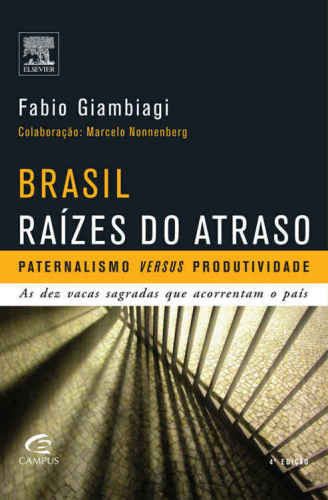 ELSEVIER
Fabio Giambiagi
Colaboração: Marcelo Nonnenberg
BRASIL
RAÍZES DO ATRASO
PATERNALISMO VERSUS PRODUTIVIDADE
As dez vacas sagradas que acorrentam o país
4ª EDIÇÃO
CAMPUS